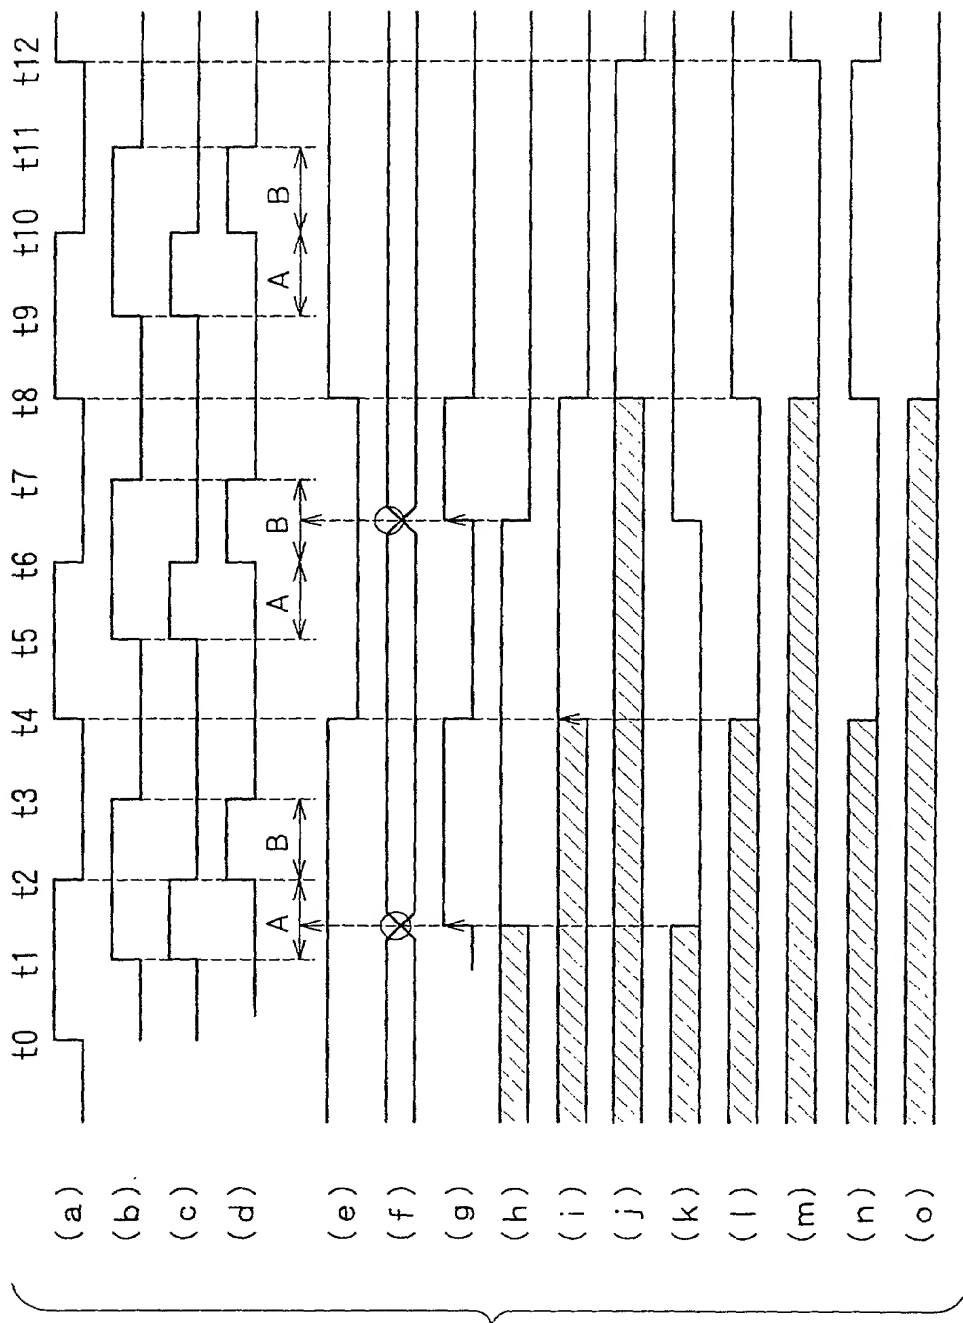 t0 t1 t2 t3 t4 t5 t6 t7 t8 t9 t10 t11 t12
(a)
(b)
(c)
(d)
A B A B A B
(e)
(f)
(g)
(h)
(i)
(j)
(k)
(l)
(m)
(n)
(o)